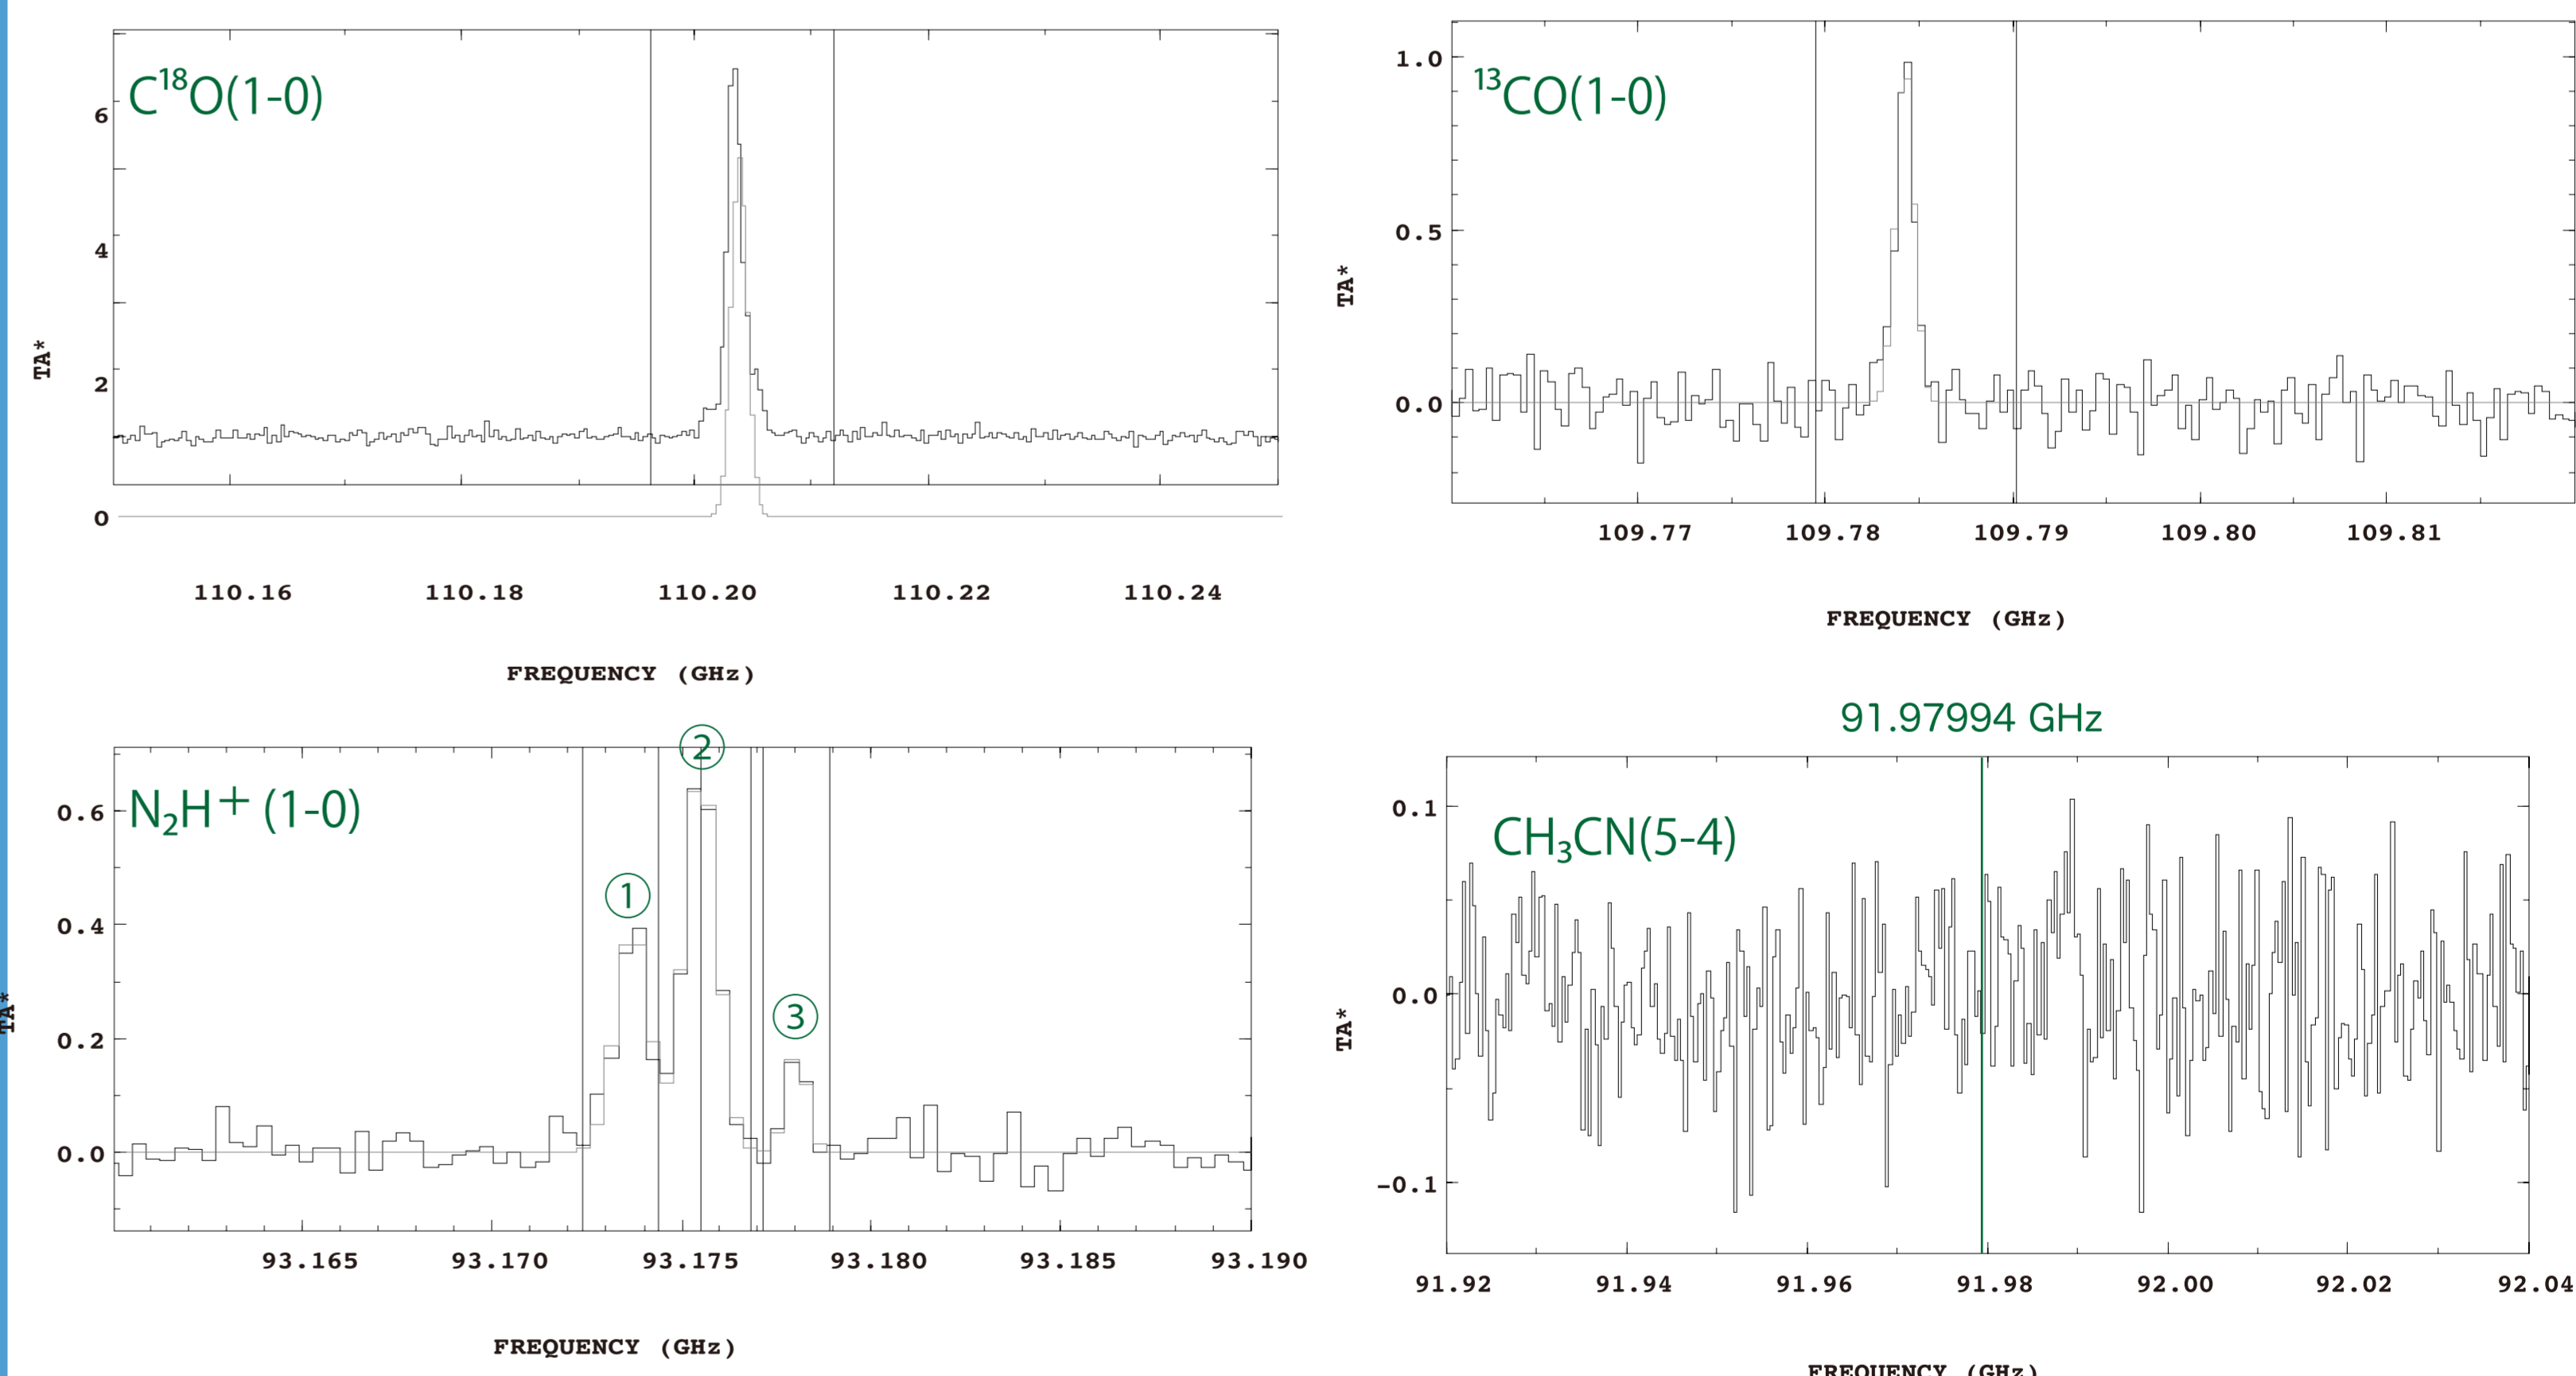 C¹⁸O(1-0)
6
4
2
0
TA*
110.16 110.18 110.20 110.22 110.24
FREQUENCY (GHz)
¹³CO(1-0)
1.0
0.5
0.0
TA*
109.77 109.78 109.79 109.80 109.81
FREQUENCY (GHz)
N₂H+ (1-0)
①
②
③
0.6
0.4
0.2
0.0
TA*
93.165 93.170 93.175 93.180 93.185 93.190
FREQUENCY (GHz)
91.97994 GHz
CH₃CN(5-4)
0.1
0.0
-0.1
TA*
91.92 91.94 91.96 91.98 92.00 92.02 92.04
FREQUENCY (GHz)